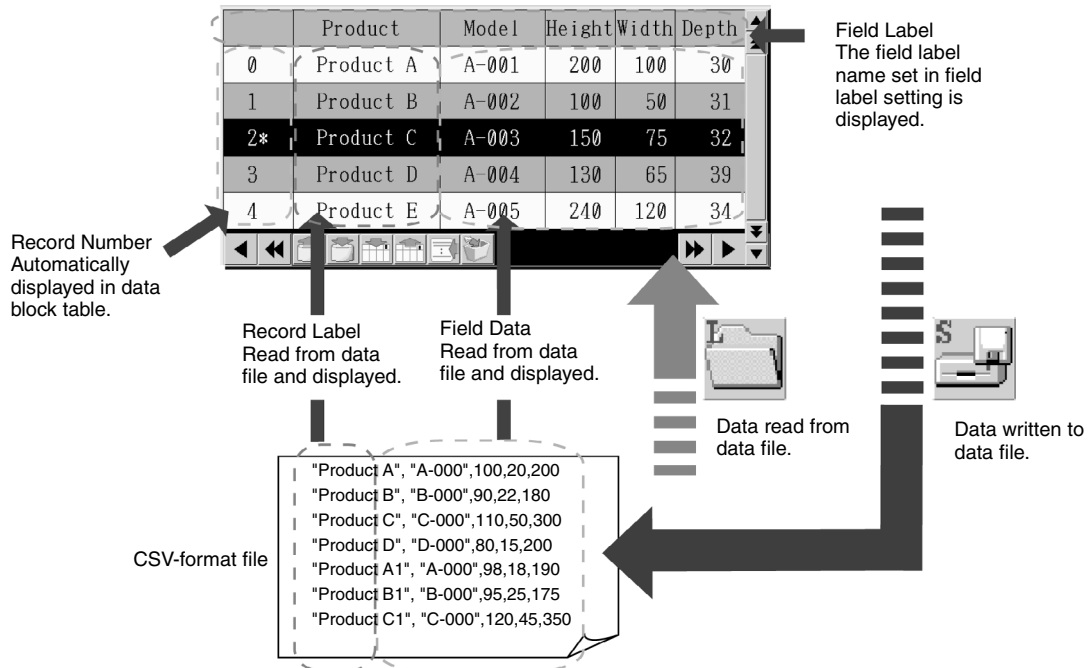 Product Model Height Width Depth
0 Product A A-001 200 100 30
1 Product B A-002 100 50 31
2* Product C A-003 150 75 32
3 Product D A-004 130 65 39
4 Product E A-005 240 120 34
Field Label
The field label
name set in field
label setting is
displayed.
Record Number
Automatically
displayed in data
block table.
Record Label
Read from data
file and displayed.
Field Data
Read from data
file and displayed.
L
S
Data read from
data file.
Data written to
data file.
CSV-format file
"Product A", "A-000",100,20,200
"Product B", "B-000",90,22,180
"Product C", "C-000",110,50,300
"Product D", "D-000",80,15,200
"Product A1", "A-000",98,18,190
"Product B1", "B-000",95,25,175
"Product C1", "C-000",120,45,350